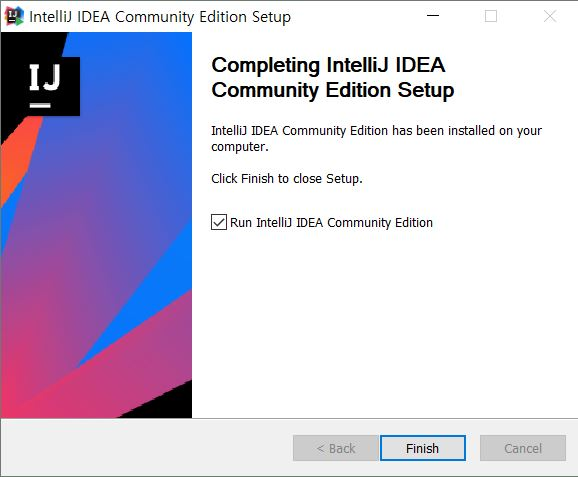 IntelliJ IDEA Community Edition Setup
IJ
Completing IntelliJ IDEA
Community Edition Setup
IntelliJ IDEA Community Edition has been installed on your
computer.
Click Finish to close Setup.
Run IntelliJ IDEA Community Edition
< Back
Finish
Cancel